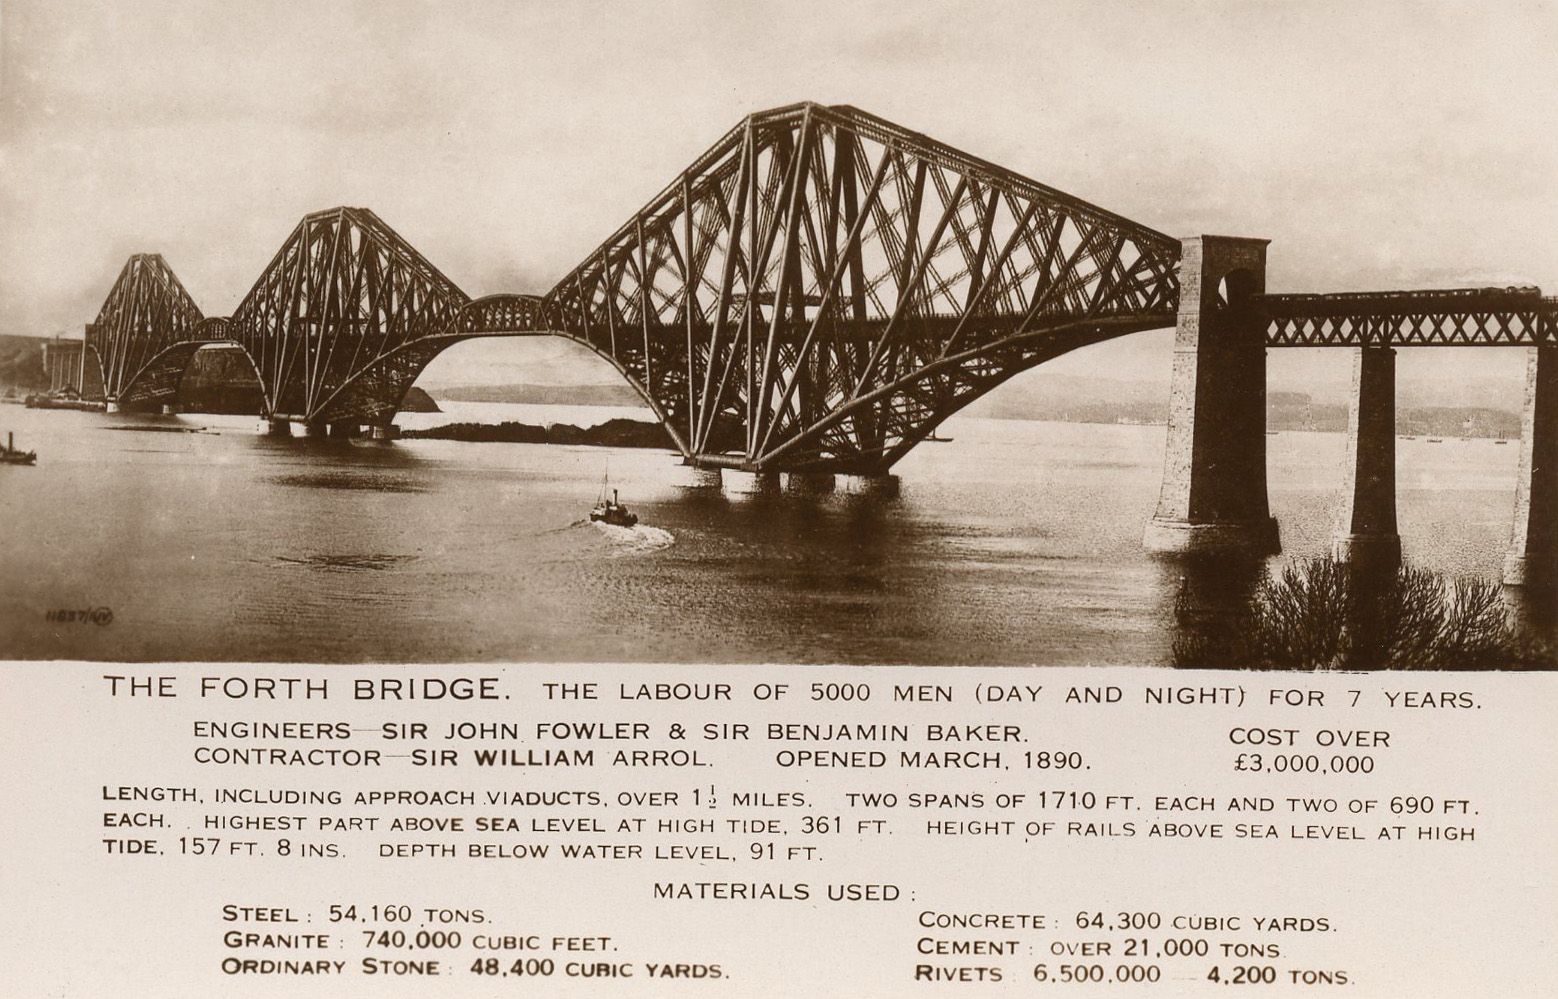 THE FORTH BRIDGE. THE LABOUR OF 5000 MEN (DAY AND NIGHT) FOR 7 YEARS.
ENGINEERS—SIR JOHN FOWLER & SIR BENJAMIN BAKER.
CONTRACTOR—SIR WILLIAM ARROL. OPENED MARCH, 1890.
COST OVER
£3,000,000
LENGTH, INCLUDING APPROACH VIADUCTS, OVER 1½ MILES. TWO SPANS OF 1710 FT. EACH AND TWO OF 690 FT.
EACH. HIGHEST PART ABOVE SEA LEVEL AT HIGH TIDE, 361 FT. HEIGHT OF RAILS ABOVE SEA LEVEL AT HIGH
TIDE, 157 FT. 8 INS. DEPTH BELOW WATER LEVEL, 91 FT.
MATERIALS USED:
STEEL: 54,160 TONS.
GRANITE: 740,000 CUBIC FEET.
ORDINARY STONE: 48,400 CUBIC YARDS.
CONCRETE: 64,300 CUBIC YARDS.
CEMENT: OVER 21,000 TONS.
RIVETS 6,500,000 — 4,200 TONS.